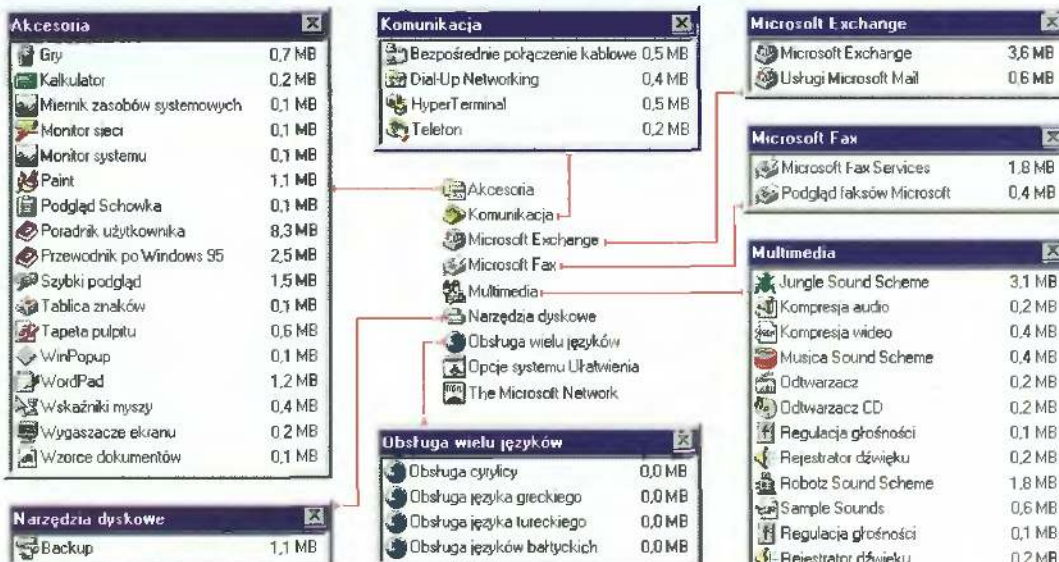 Akcesoria
Gry 0,7 MB
Kalkulator 0,2 MB
Miernik zasobów systemowych 0,1 MB
Monitor sieci 0,1 MB
Monitor systemu 0,1 MB
Paint 1,1 MB
Podgląd Schowka 0,1 MB
Poradnik użytkownika 8,3 MB
Przewodnik po Windows 95 2,5 MB
Szybki podgląd 1,5 MB
Tablica znaków 0,1 MB
Tapeta pulpitu 0,6 MB
WinPopup 0,1 MB
WordPad 1,2 MB
Wskaźniki myszy 0,4 MB
Wygaszacze ekranu 0,2 MB
Wzorce dokumentów 0,1 MB
Narzędzia dyskowe
Backup 1,1 MB
Komunikacja
Bezpośrednie połączenie kablowe 0,5 MB
Dial-Up Networking 0,4 MB
HyperTerminal 0,5 MB
Telefon 0,2 MB
Akcesoria
Komunikacja
Microsoft Exchange
Microsoft Fax
Multimedia
Narzędzia dyskowe
Obsługa wielu języków
Opcje systemu Ułatwienia
The Microsoft Network
Obsługa wielu języków
Obsługa cyrylicy 0,0 MB
Obsługa języka greckiego 0,0 MB
Obsługa języka tureckiego 0,0 MB
Obsługa języków bałtyckich 0,0 MB
Microsoft Exchange
Microsoft Exchange 3,6 MB
Usługi Microsoft Mail 0,6 MB
Microsoft Fax
Microsoft Fax Services 1,8 MB
Podgląd faksów Microsoft 0,4 MB
Multimedia
Jungle Sound Scheme 3,1 MB
Kompresja audio 0,2 MB
Kompresja wideo 0,4 MB
Musica Sound Scheme 0,4 MB
Odtwarzacz 0,2 MB
Odtwarzacz CD 0,2 MB
Regulacja głośności 0,1 MB
Rejestrator dźwięku 0,2 MB
Robotz Sound Scheme 1,8 MB
Sample Sounds 0,6 MB
Regulacja głośności 0,1 MB
Rejestrator dźwięku 0,2 MB